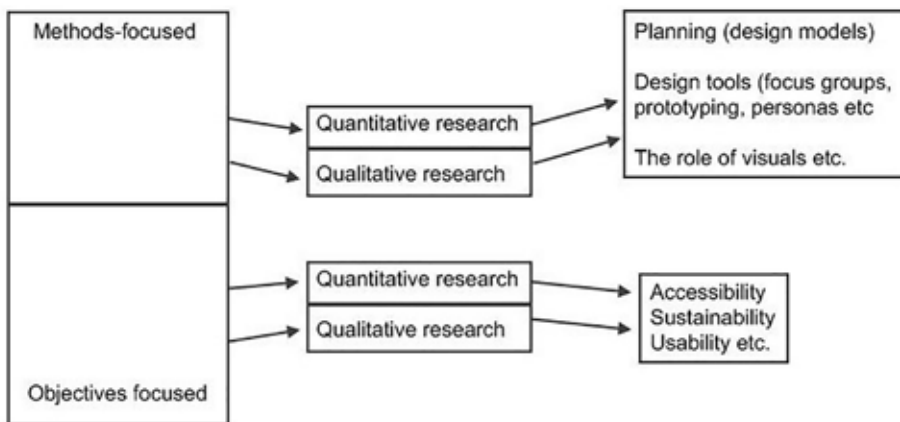 Methods-focused
Planning (design models)
Design tools (focus groups,
prototyping, personas etc
The role of visuals etc.
Quantitative research
Qualitative research
Quantitative research
Qualitative research
Accessibility
Sustainability
Usability etc.
Objectives focused